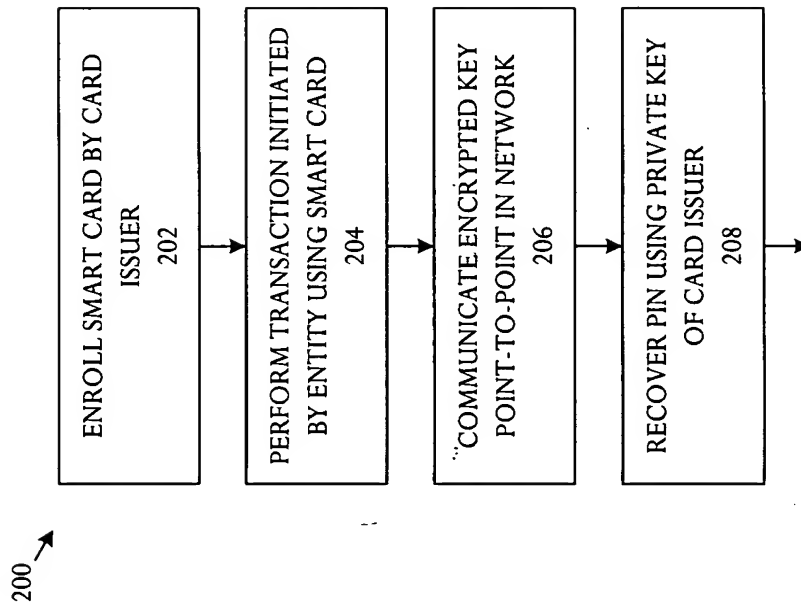 200
ENROLL SMART CARD BY CARD
ISSUER
202
PERFORM TRANSACTION INITIATED
BY ENTITY USING SMART CARD
204
COMMUNICATE ENCRYPTED KEY
POINT-TO-POINT IN NETWORK
206
RECOVER PIN USING PRIVATE KEY
OF CARD ISSUER
208